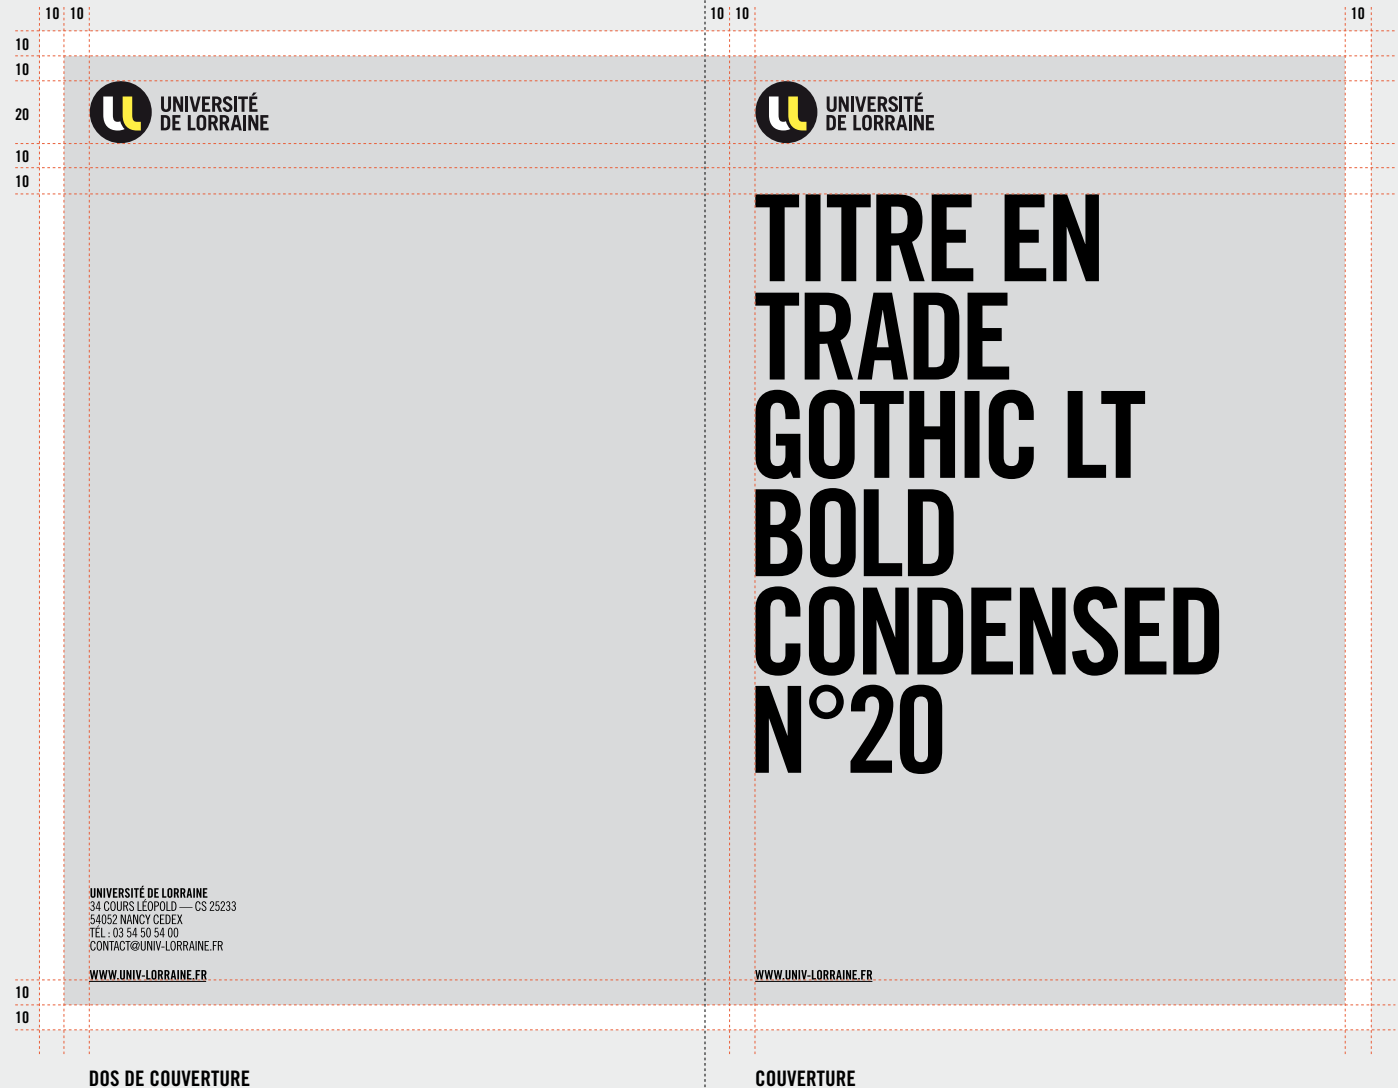 10 10 10 10 10
10
10
20
10
10
UNIVERSITÉ
DE LORRAINE
UNIVERSITÉ
DE LORRAINE
TITRE EN
TRADE
GOTHIC LT
BOLD
CONDENSED
N°20
UNIVERSITÉ DE LORRAINE
34 COURS LÉOPOLD — CS 25233
54052 NANCY CEDEX
TÉL : 03 54 50 54 00
CONTACT@UNIV-LORRAINE.FR
WWW.UNIV-LORRAINE.FR
WWW.UNIV-LORRAINE.FR
10
10
DOS DE COUVERTURE
COUVERTURE